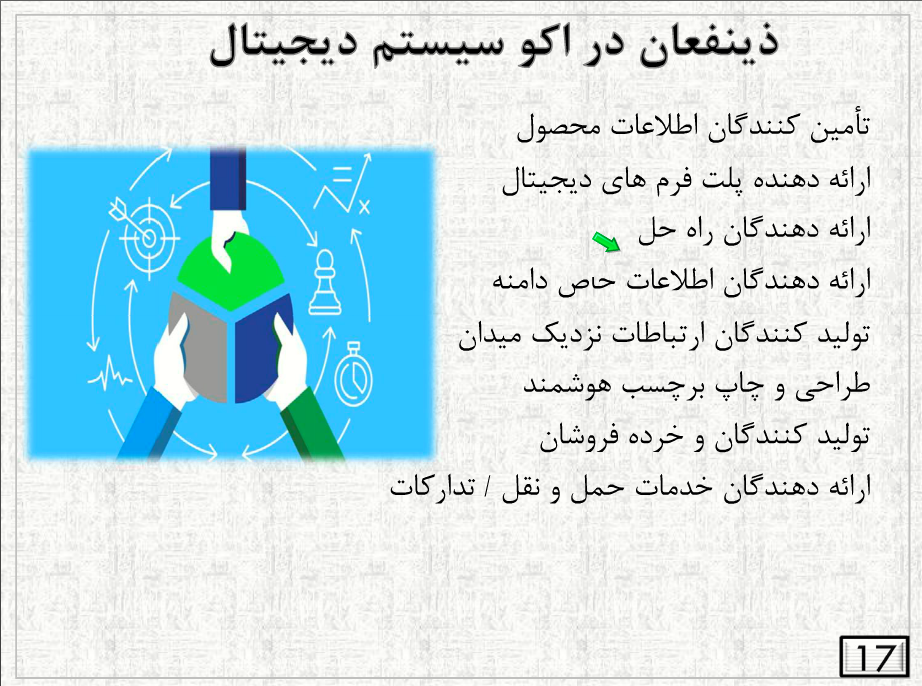 ذینفعان در اکو سیستم دیجیتال
تأمین کنندگان اطلاعات محصول
ارائه دهنده پلت فرم های دیجیتال
ارائه دهندگان راه حل
ارائه دهندگان اطلاعات خاص دامنه
تولید کنندگان ارتباطات نزدیک میدان
طراحی و چاپ برچسب هوشمند
تولید کنندگان و خرده فروشان
ارائه دهندگان خدمات حمل و نقل / تدارکات
17